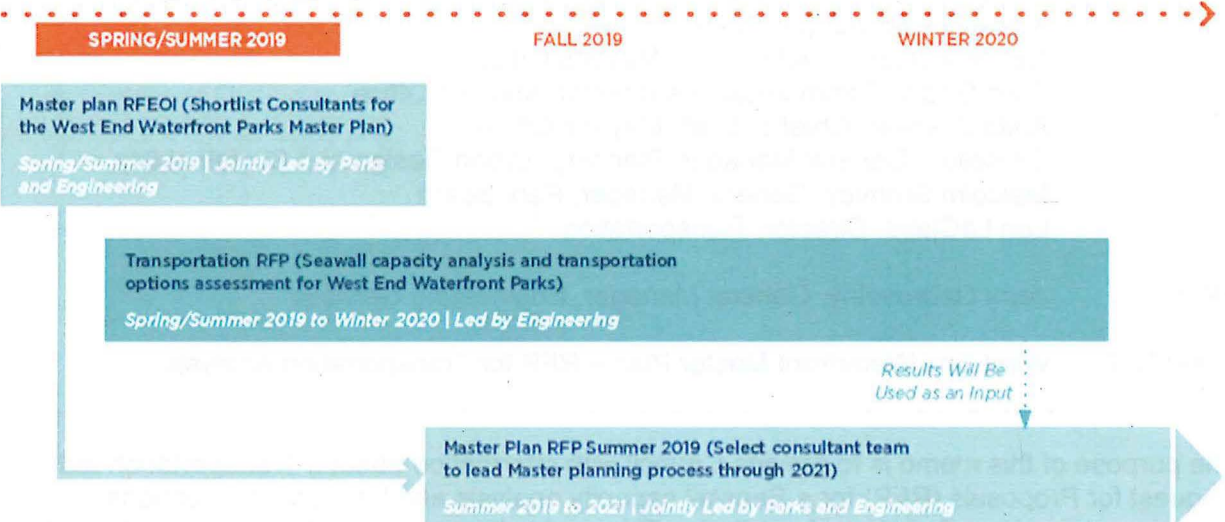 SPRING/SUMMER 2019
FALL 2019
WINTER 2020
Master plan RFEOI (Shortlist Consultants for
the West End Waterfront Parks Master Plan)
Spring/Summer 2019 | Jointly Led by Parks
and Engineering
Transportation RFP (Seawall capacity analysis and transportation
options assessment for West End Waterfront Parks)
Spring/Summer 2019 to Winter 2020 | Led by Engineering
Results Will Be
Used as an Input
Master Plan RFP Summer 2019 (Select consultant team
to lead Master planning process through 2021)
Summer 2019 to 2021 | Jointly Led by Parks and Engineering